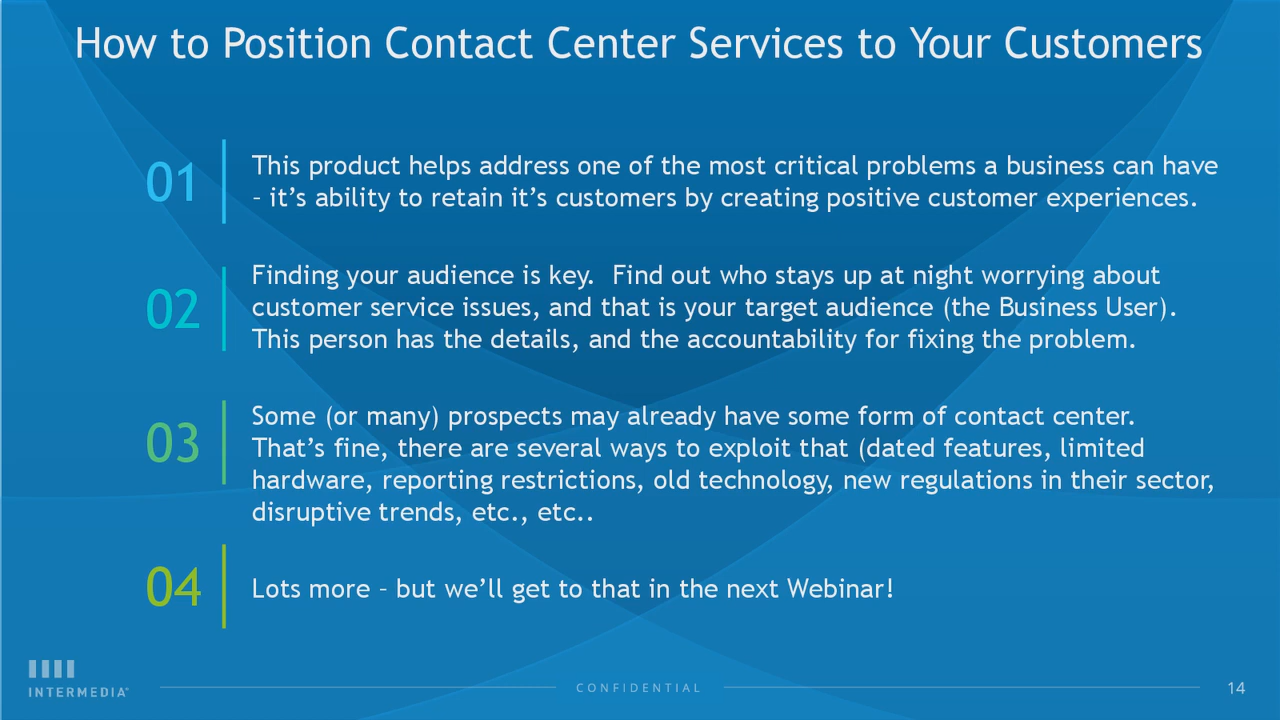 How to Position Contact Center Services to Your Customers
01
This product helps address one of the most critical problems a business can have
– it’s ability to retain it’s customers by creating positive customer experiences.
02
Finding your audience is key.  Find out who stays up at night worrying about
customer service issues, and that is your target audience (the Business User).
This person has the details, and the accountability for fixing the problem.
03
Some (or many) prospects may already have some form of contact center.
That’s fine, there are several ways to exploit that (dated features, limited
hardware, reporting restrictions, old technology, new regulations in their sector,
disruptive trends, etc., etc..
04
Lots more – but we’ll get to that in the next Webinar!
INTERMEDIA®
CONFIDENTIAL
14